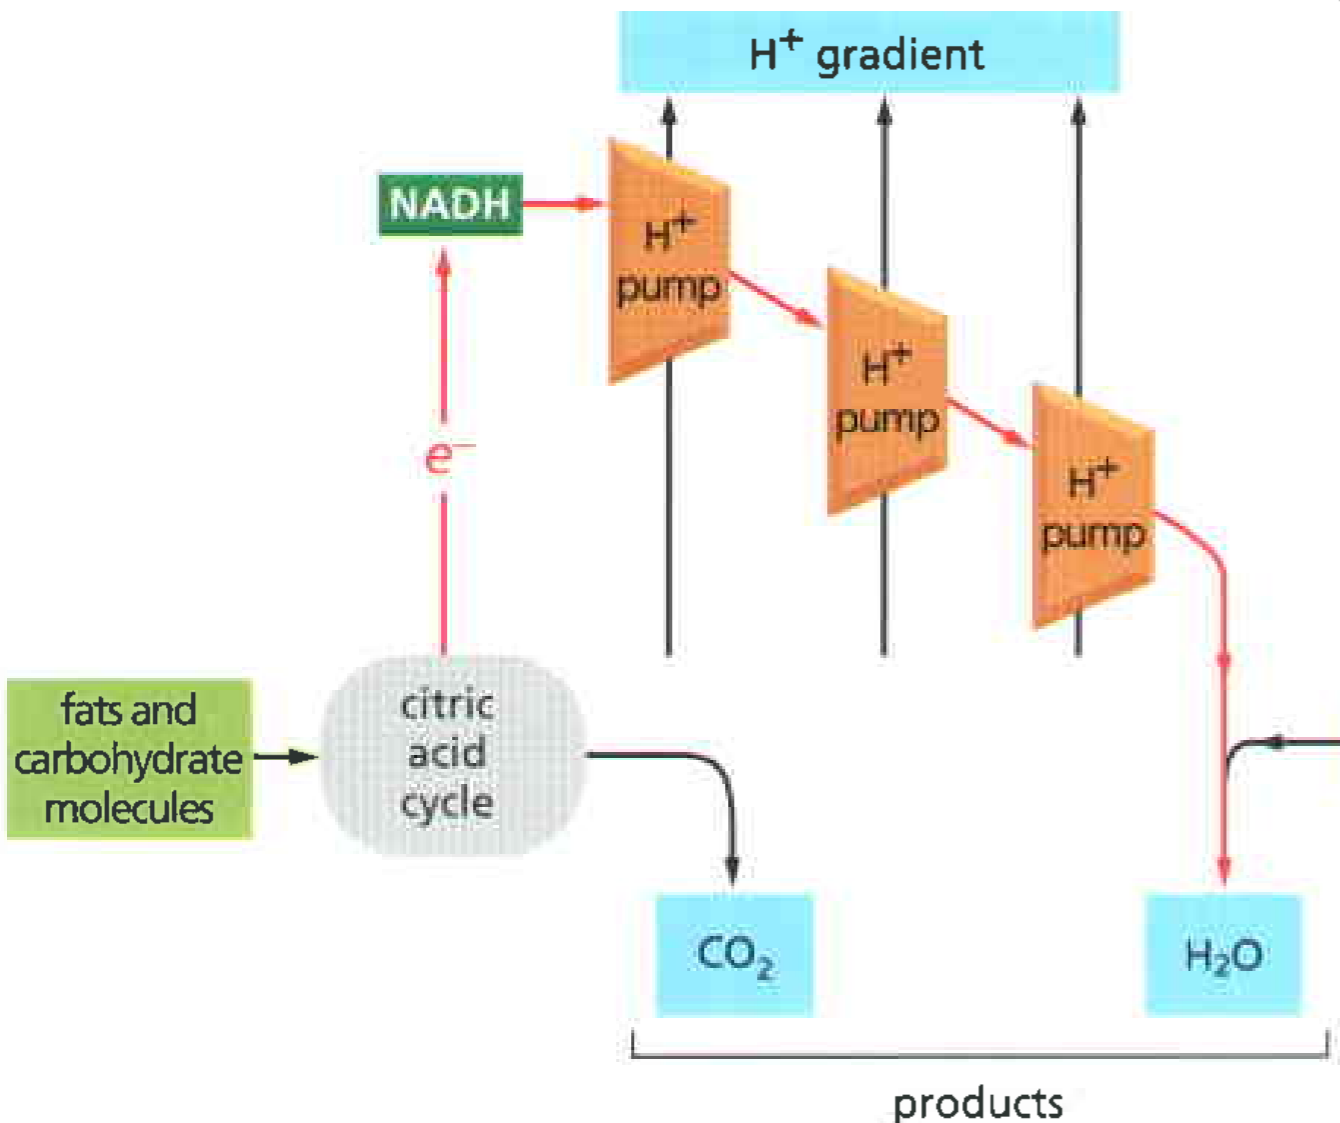 H⁺ gradient
NADH
H⁺
pump
H⁺
pump
H⁺
pump
e⁻
fats and
carbohydrate
molecules
citric
acid
cycle
CO₂
H₂O
products